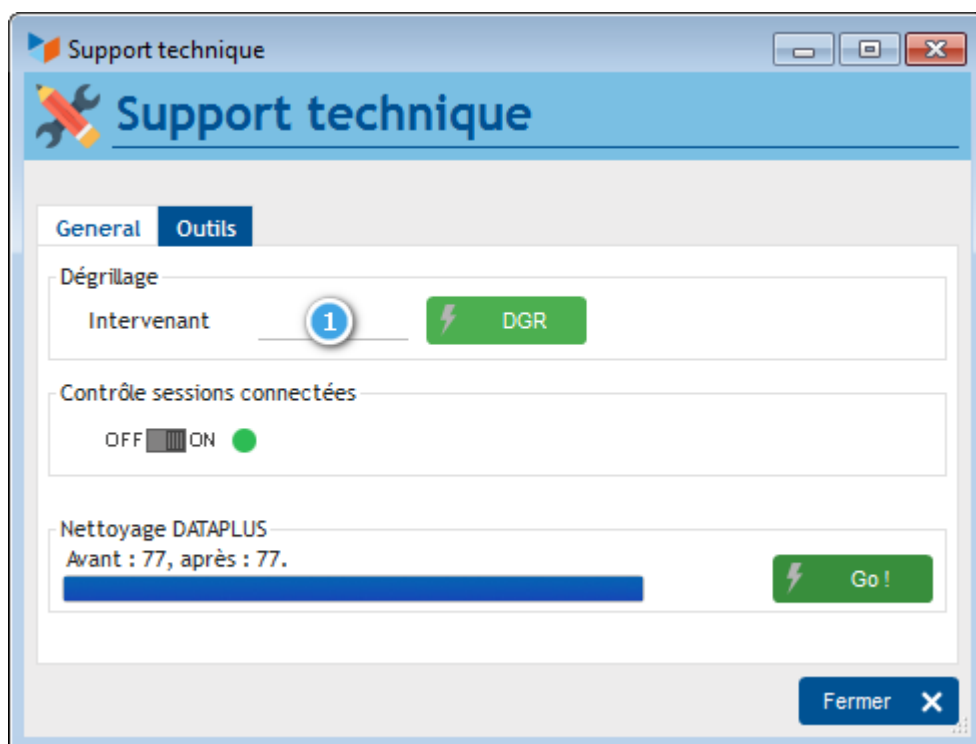 Support technique
Support technique
General Outils
Dégrillage
Intervenant 1 DGR
Contrôle sessions connectées
OFF ON
Nettoyage DATAPLUS
Avant : 77, après : 77.
Go !
Fermer